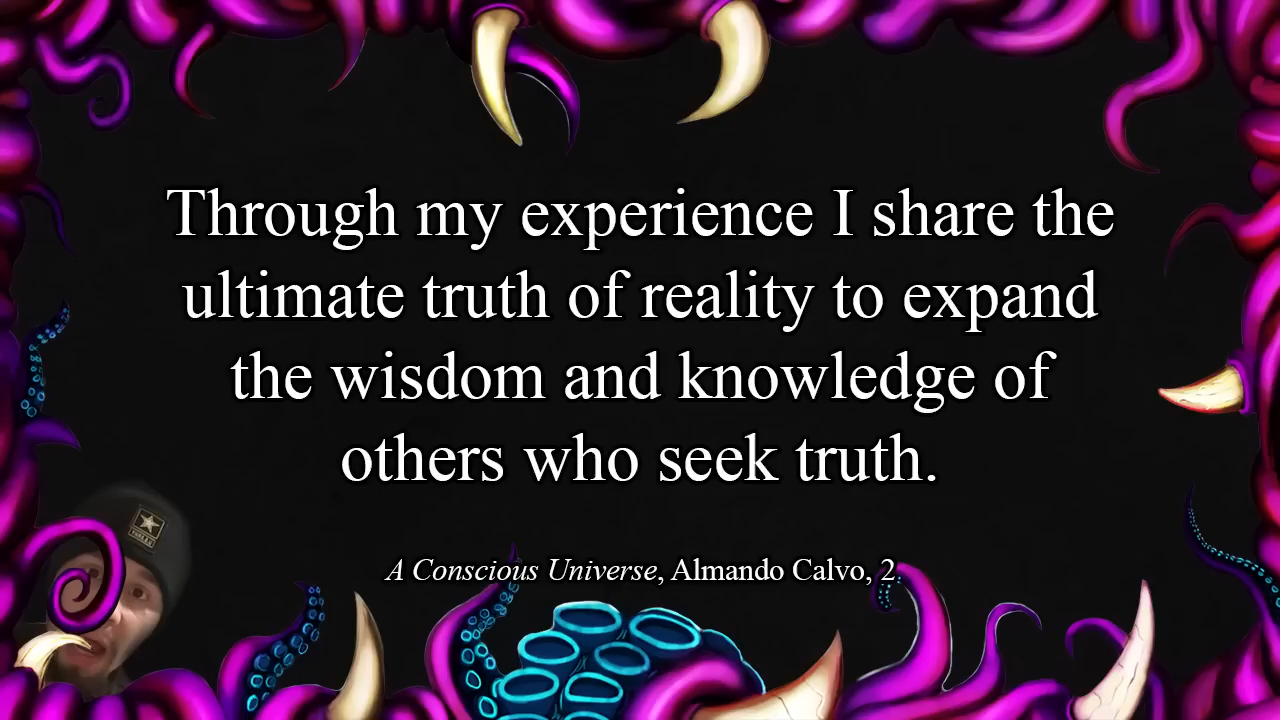 Through my experience I share the
ultimate truth of reality to expand
the wisdom and knowledge of
others who seek truth.
A Conscious Universe, Almando Calvo, 2